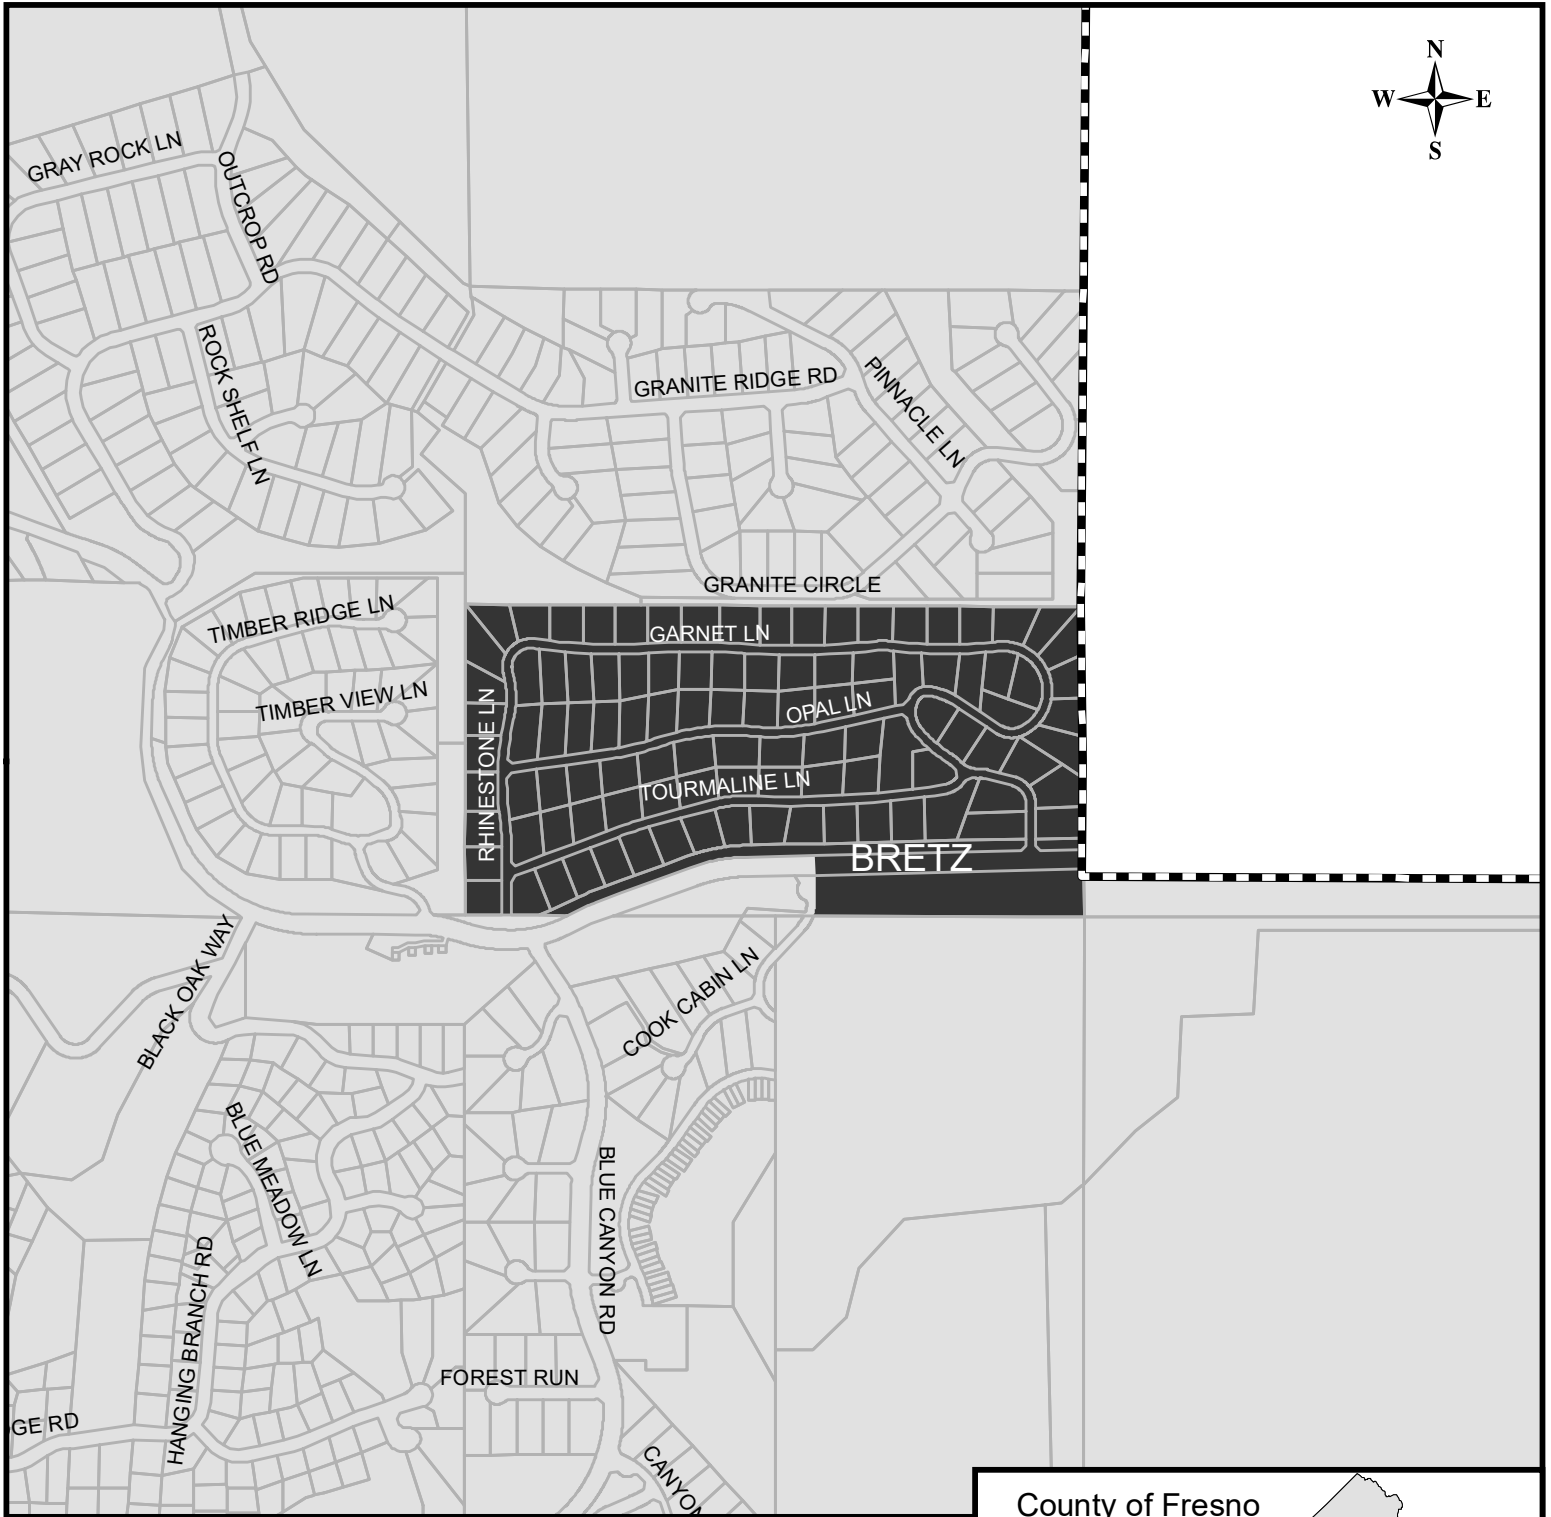 N
W E
S
GRAY ROCK LN
OUTCROP RD
ROCK SHELF LN
GRANITE RIDGE RD
PINNACLE LN
GRANITE CIRCLE
TIMBER RIDGE LN
TIMBER VIEW LN
GARNET LN
RHINESTONE LN
OPAL LN
TOURMALINE LN
BRETZ
BLACK OAK WAY
COOK CABIN LN
BLUE MEADOW LN
BLUE CANYON RD
HANGING BRANCH RD
FOREST RUN
GE RD
CANYON
County of Fresno